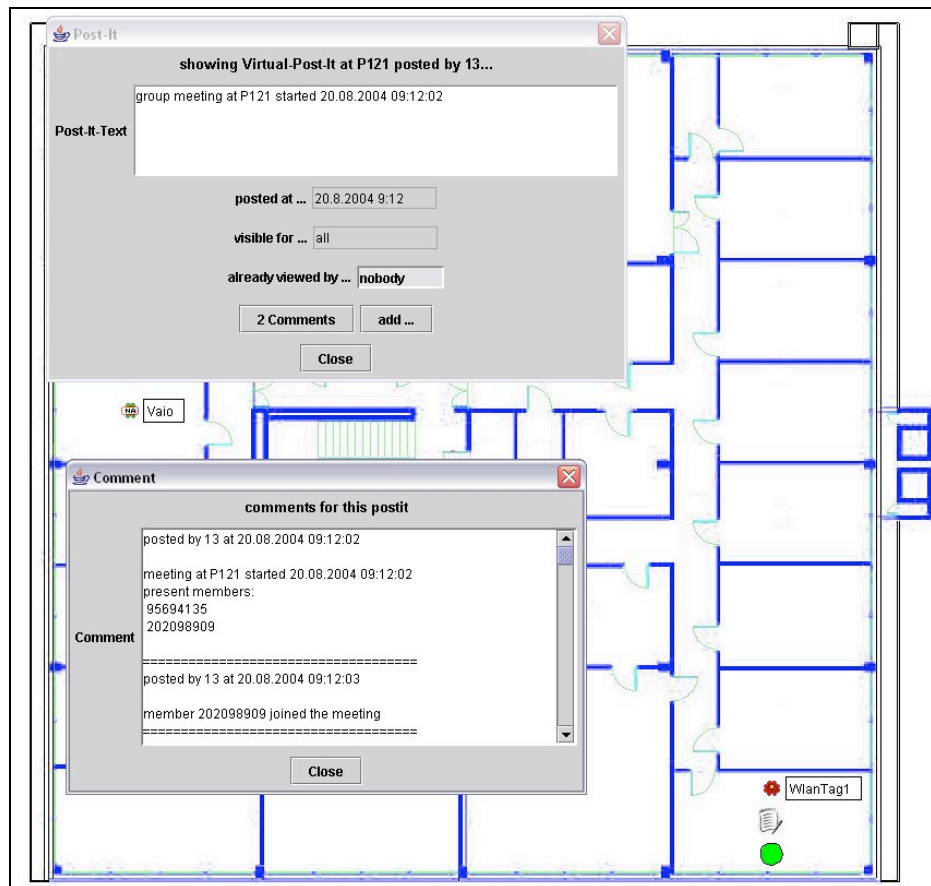 Post-It
showing Virtual-Post-It at P121 posted by 13...
Post-It-Text
group meeting at P121 started 20.08.2004 09:12:02
posted at ... 20.8.2004 9:12
visible for ... all
already viewed by ... nobody
2 Comments add ...
Close
NA Vaio
Comment
comments for this postit
Comment
posted by 13 at 20.08.2004 09:12:02
meeting at P121 started 20.08.2004 09:12:02
present members:
95694135
202098909
====================================
posted by 13 at 20.08.2004 09:12:03
member 202098909 joined the meeting
====================================
Close
WlanTag1